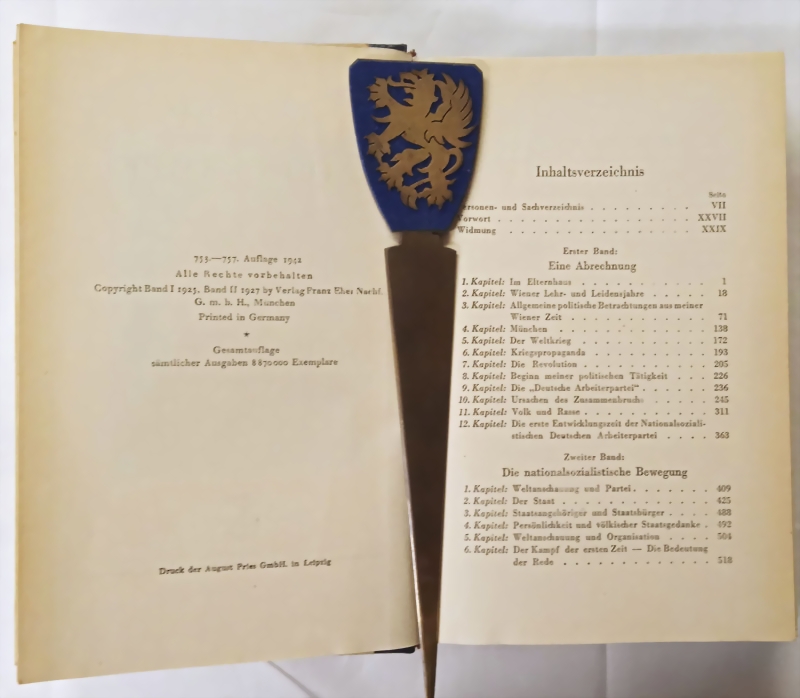 753.—757. Auflage 1942
Alle Rechte vorbehalten
Copyright Band I 1925, Band II 1927 by Verlag Franz Eher Nachf.
G. m. b. H., München
Printed in Germany
*
Gesamtauflage
sämtlicher Ausgaben 8870000 Exemplare
Druck der August Pries GmbH. in Leipzig
Inhaltsverzeichnis
Seite
ersonen- und Sachverzeichnis . . . . . . . . . VII
Vorwort . . . . . . . . . . . . . . . XXVII
Widmung . . . . . . . . . . . . . . . XXIX
Erster Band:
Eine Abrechnung
1. Kapitel: Im Elternhaus . . . . . . . . . . 1
2. Kapitel: Wiener Lehr- und Leidensjahre . . . . 18
3. Kapitel: Allgemeine politische Betrachtungen aus meiner
Wiener Zeit . . . . . . . . . . 71
4. Kapitel: München . . . . . . . . . . . 138
5. Kapitel: Der Weltkrieg . . . . . . . . . 172
6. Kapitel: Kriegspropaganda . . . . . . . . 193
7. Kapitel: Die Revolution . . . . . . . . . 205
8. Kapitel: Beginn meiner politischen Tätigkeit . . . 226
9. Kapitel: Die „Deutsche Arbeiterpartei“ . . . . . 236
10. Kapitel: Ursachen des Zusammenbruchs . . . . 245
11. Kapitel: Volk und Rasse . . . . . . . . . 311
12. Kapitel: Die erste Entwicklungszeit der Nationalsoziali-
stischen Deutschen Arbeiterpartei . . . . 363
Zweiter Band:
Die nationalsozialistische Bewegung
1. Kapitel: Weltanschauung und Partei . . . . . . 409
2. Kapitel: Der Staat . . . . . . . . . . . 425
3. Kapitel: Staatsangehöriger und Staatsbürger . . . . 488
4. Kapitel: Persönlichkeit und völkischer Staatsgedanke . 492
5. Kapitel: Weltanschauung und Organisation . . . . 504
6. Kapitel: Der Kampf der ersten Zeit — Die Bedeutung
der Rede . . . . . . . . . . . . 518